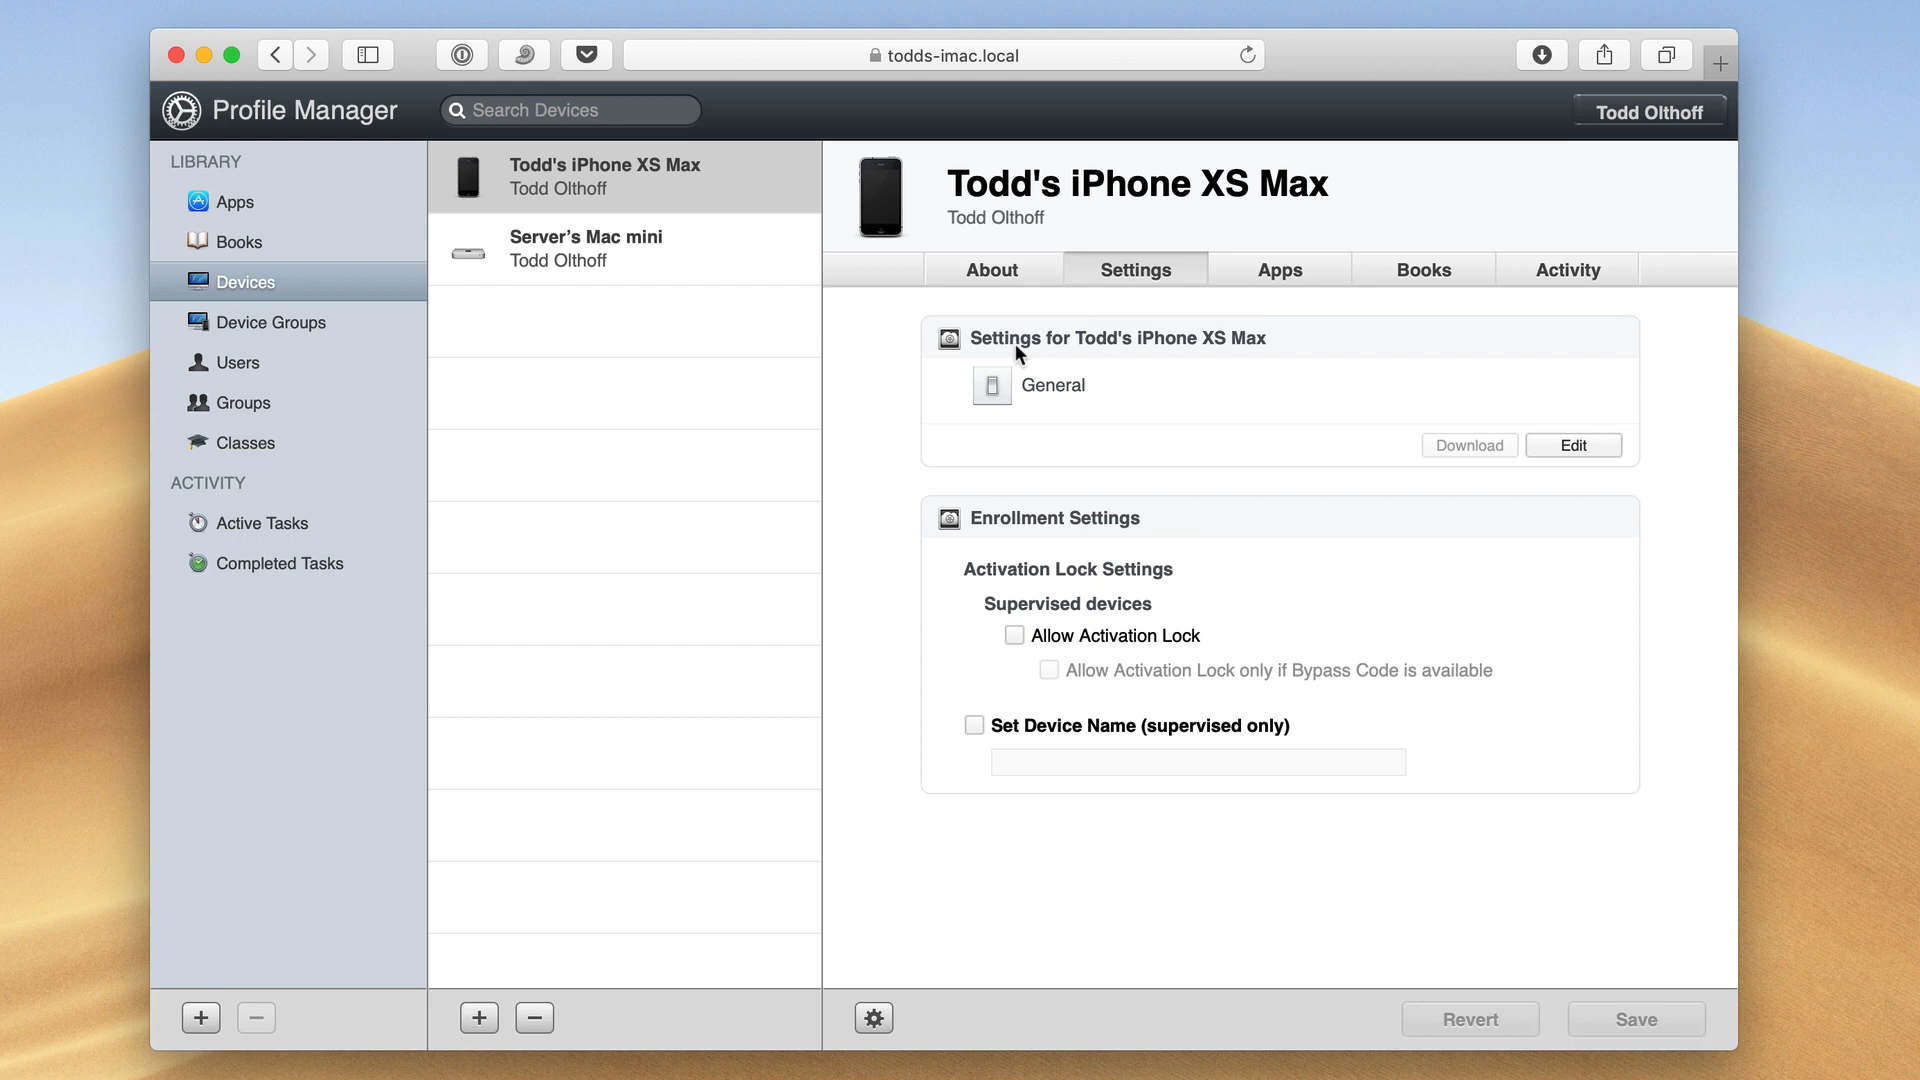 todds-imac.local
Profile Manager
Search Devices
Todd Olthoff
LIBRARY
Apps
Books
Devices
Device Groups
Users
Groups
Classes
ACTIVITY
Active Tasks
Completed Tasks
Todd's iPhone XS Max
Todd Olthoff
Server’s Mac mini
Todd Olthoff
Todd's iPhone XS Max
Todd Olthoff
About
Settings
Apps
Books
Activity
Settings for Todd's iPhone XS Max
General
Download
Edit
Enrollment Settings
Activation Lock Settings
Supervised devices
Allow Activation Lock
Allow Activation Lock only if Bypass Code is available
Set Device Name (supervised only)
Revert
Save